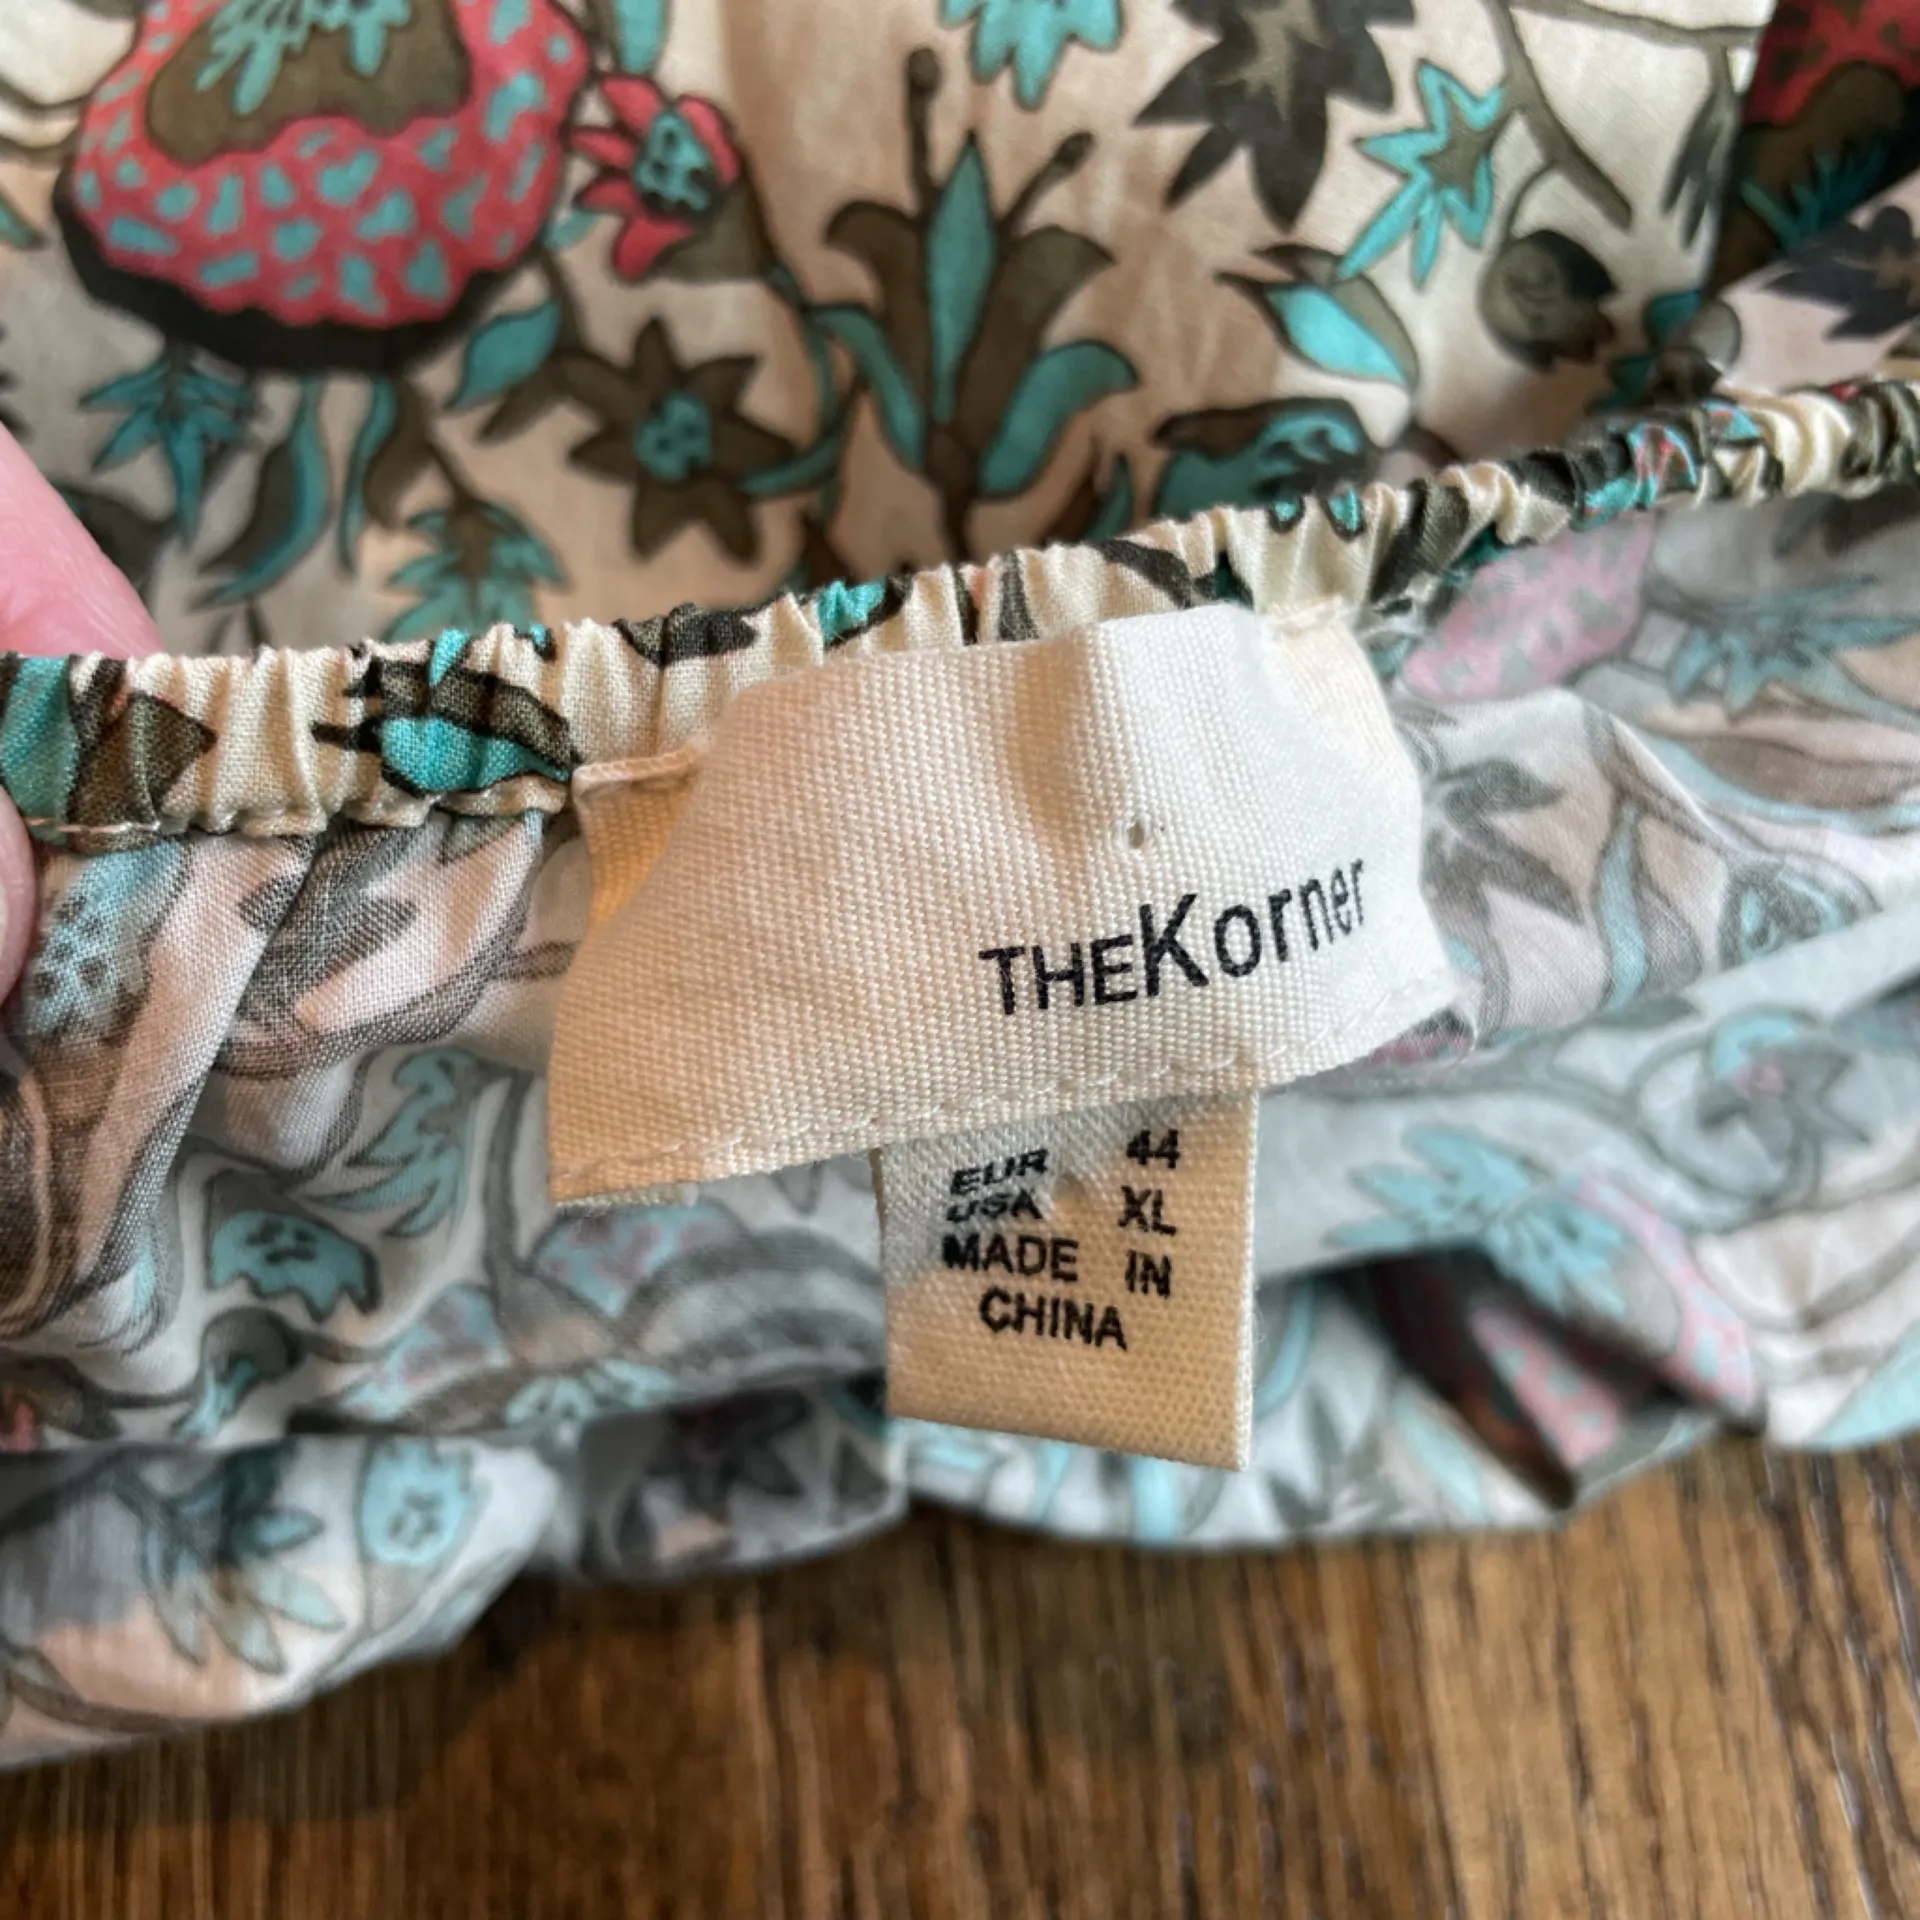 THEKorner
EUR 44
USA XL
MADE IN
CHINA